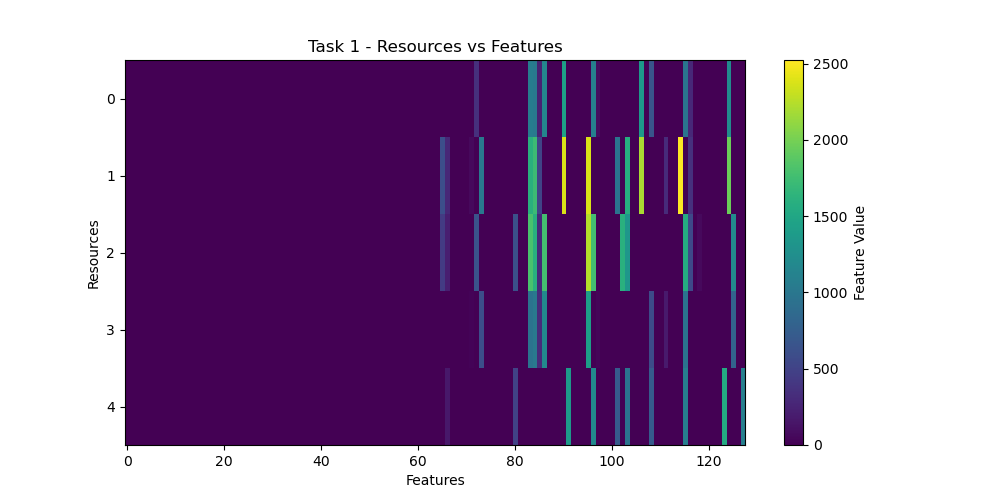 Task 1 - Resources vs Features
Resources
0
1
2
3
4
0 20 40 60 80 100 120
Features
2500
2000
1500
1000
500
0
Feature Value